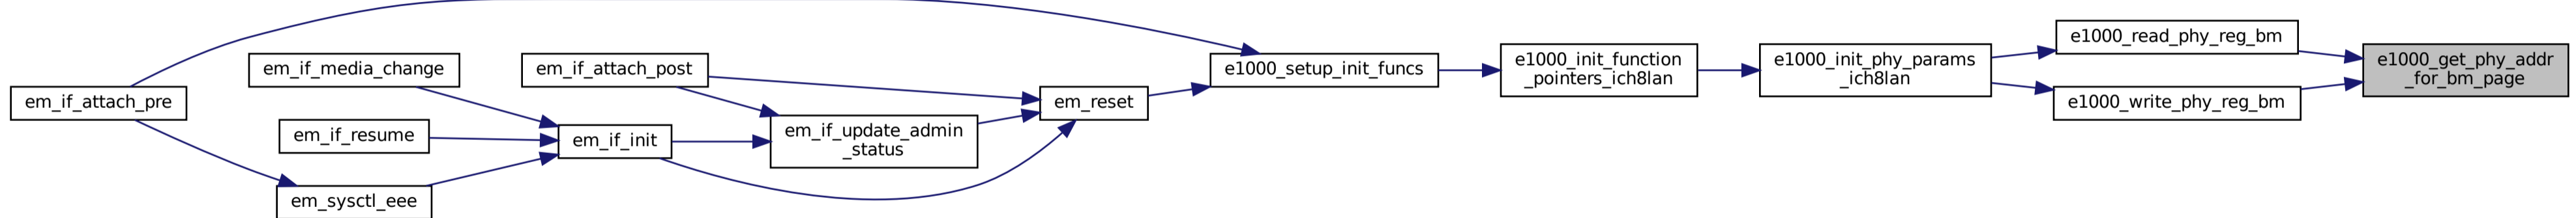 em_if_attach_pre
em_if_media_change
em_if_resume
em_sysctl_eee
em_if_attach_post
em_if_init
em_if_update_admin
_status
em_reset
e1000_setup_init_funcs
e1000_init_function
_pointers_ich8lan
e1000_init_phy_params
_ich8lan
e1000_read_phy_reg_bm
e1000_write_phy_reg_bm
e1000_get_phy_addr
_for_bm_page